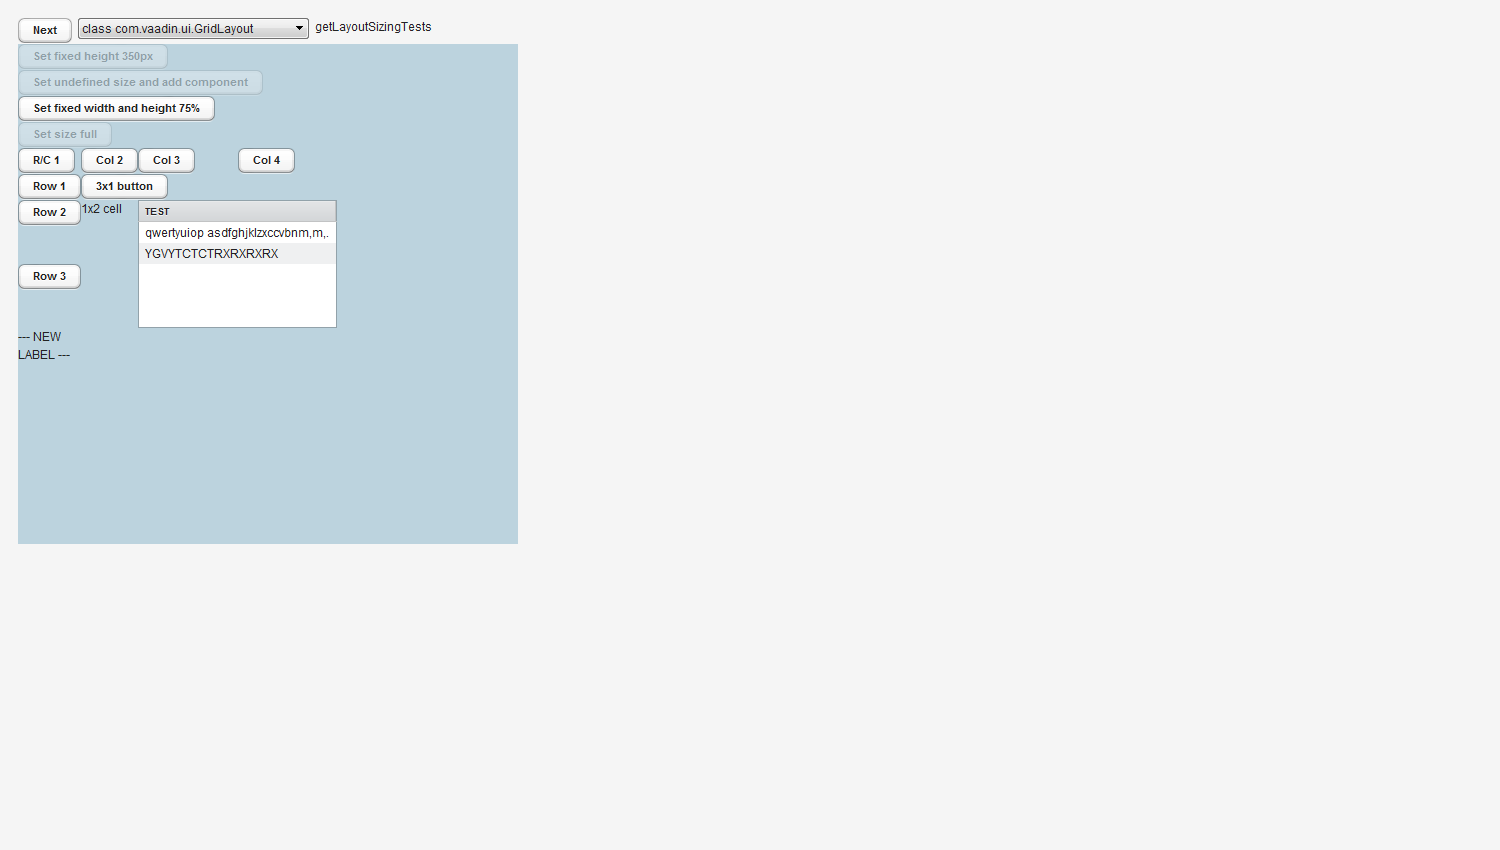 Next
class com.vaadin.ui.GridLayout
getLayoutSizingTests
Set fixed height 350px
Set undefined size and add component
Set fixed width and height 75%
Set size full
R/C 1 Col 2 Col 3 Col 4
Row 1 3x1 button
Row 2 1x2 cell TEST
qwertyuiop asdfghjklzxccvbnm,m,.
YGVYTCTCTRXRXRXRX
Row 3
--- NEW
LABEL ---